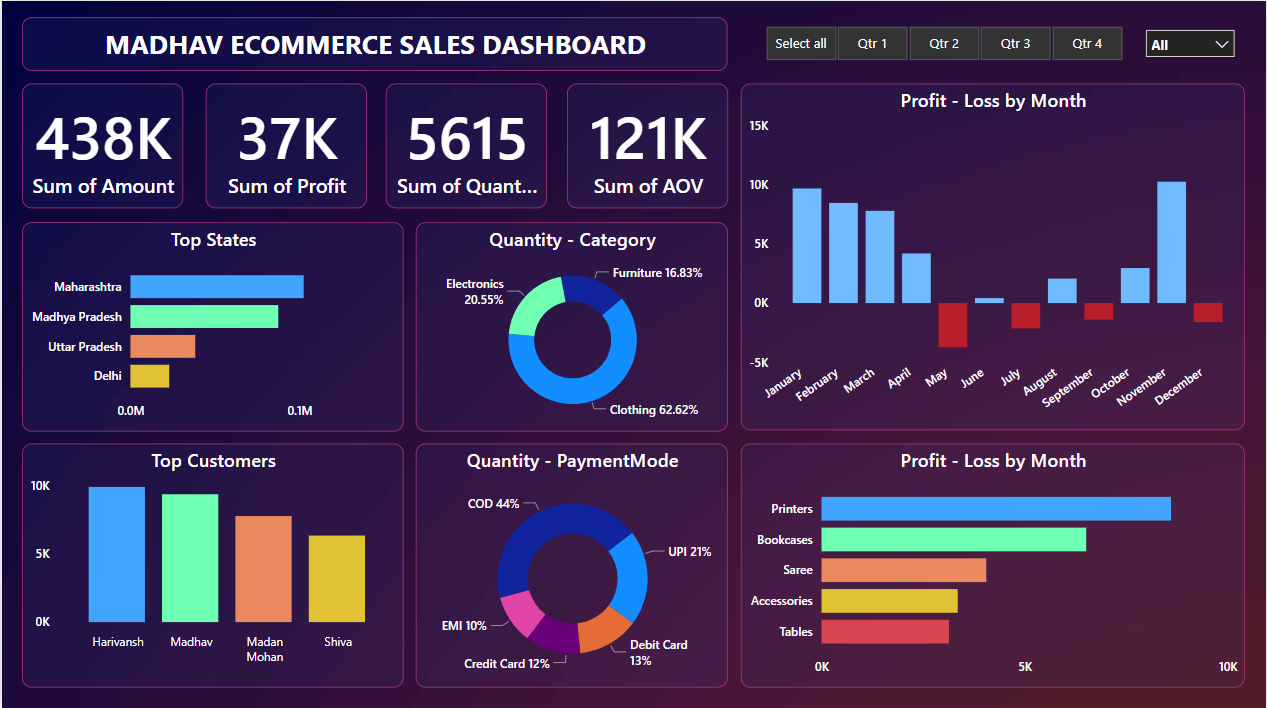 MADHAV ECOMMERCE SALES DASHBOARD
Select all
Qtr 1
Qtr 2
Qtr 3
Qtr 4
All
438K
Sum of Amount
37K
Sum of Profit
5615
Sum of Quant...
121K
Sum of AOV
Profit - Loss by Month
15K
10K
5K
0K
-5K
January
February
March
April
May
June
July
August
September
October
November
December
Top States
Maharashtra
Madhya Pradesh
Uttar Pradesh
Delhi
0.0M
0.1M
Quantity - Category
Furniture 16.83%
Electronics
20.55%
Clothing 62.62%
Top Customers
10K
5K
0K
Harivansh
Madhav
Madan
Mohan
Shiva
Quantity - PaymentMode
COD 44%
UPI 21%
EMI 10%
Debit Card
13%
Credit Card 12%
Profit - Loss by Month
Printers
Bookcases
Saree
Accessories
Tables
0K
5K
10K